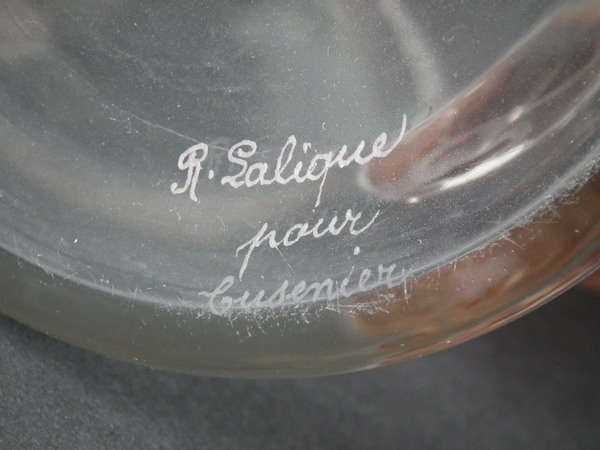 R. Lalique
pour
Cusenier